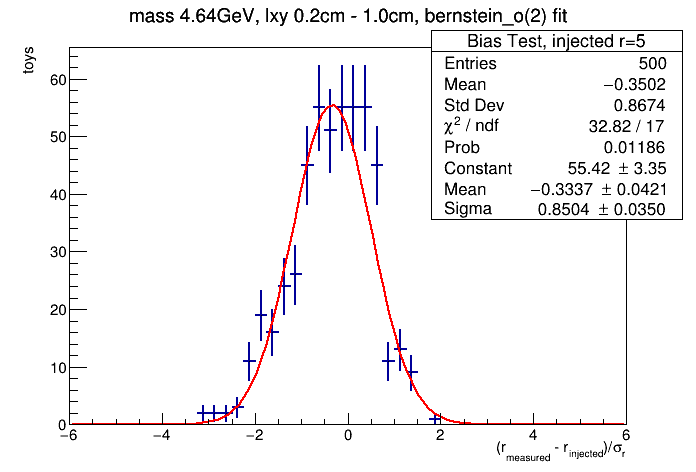 mass 4.64GeV, lxy 0.2cm - 1.0cm, bernstein_o(2) fit
toys
Bias Test, injected r=5
Entries 500
Mean −0.3502
Std Dev 0.8674
χ² / ndf 32.82 / 17
Prob 0.01186
Constant 55.42 ± 3.35
Mean −0.3337 ± 0.0421
Sigma 0.8504 ± 0.0350
60
50
40
30
20
10
0
−6 −4 −2 0 2 4 6
(r_measured - r_injected)/σ_r